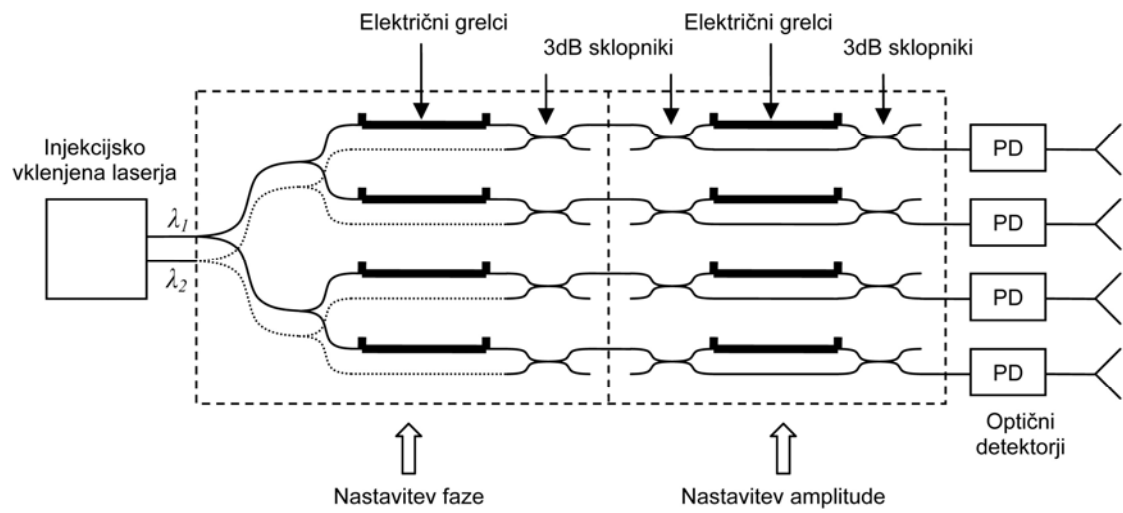 Električni grelci
3dB sklopniki
Električni grelci
3dB sklopniki
Injekcijsko
vklenjena laserja
λ1
λ2
PD
PD
PD
PD
Optični
detektorji
Nastavitev faze
Nastavitev amplitude